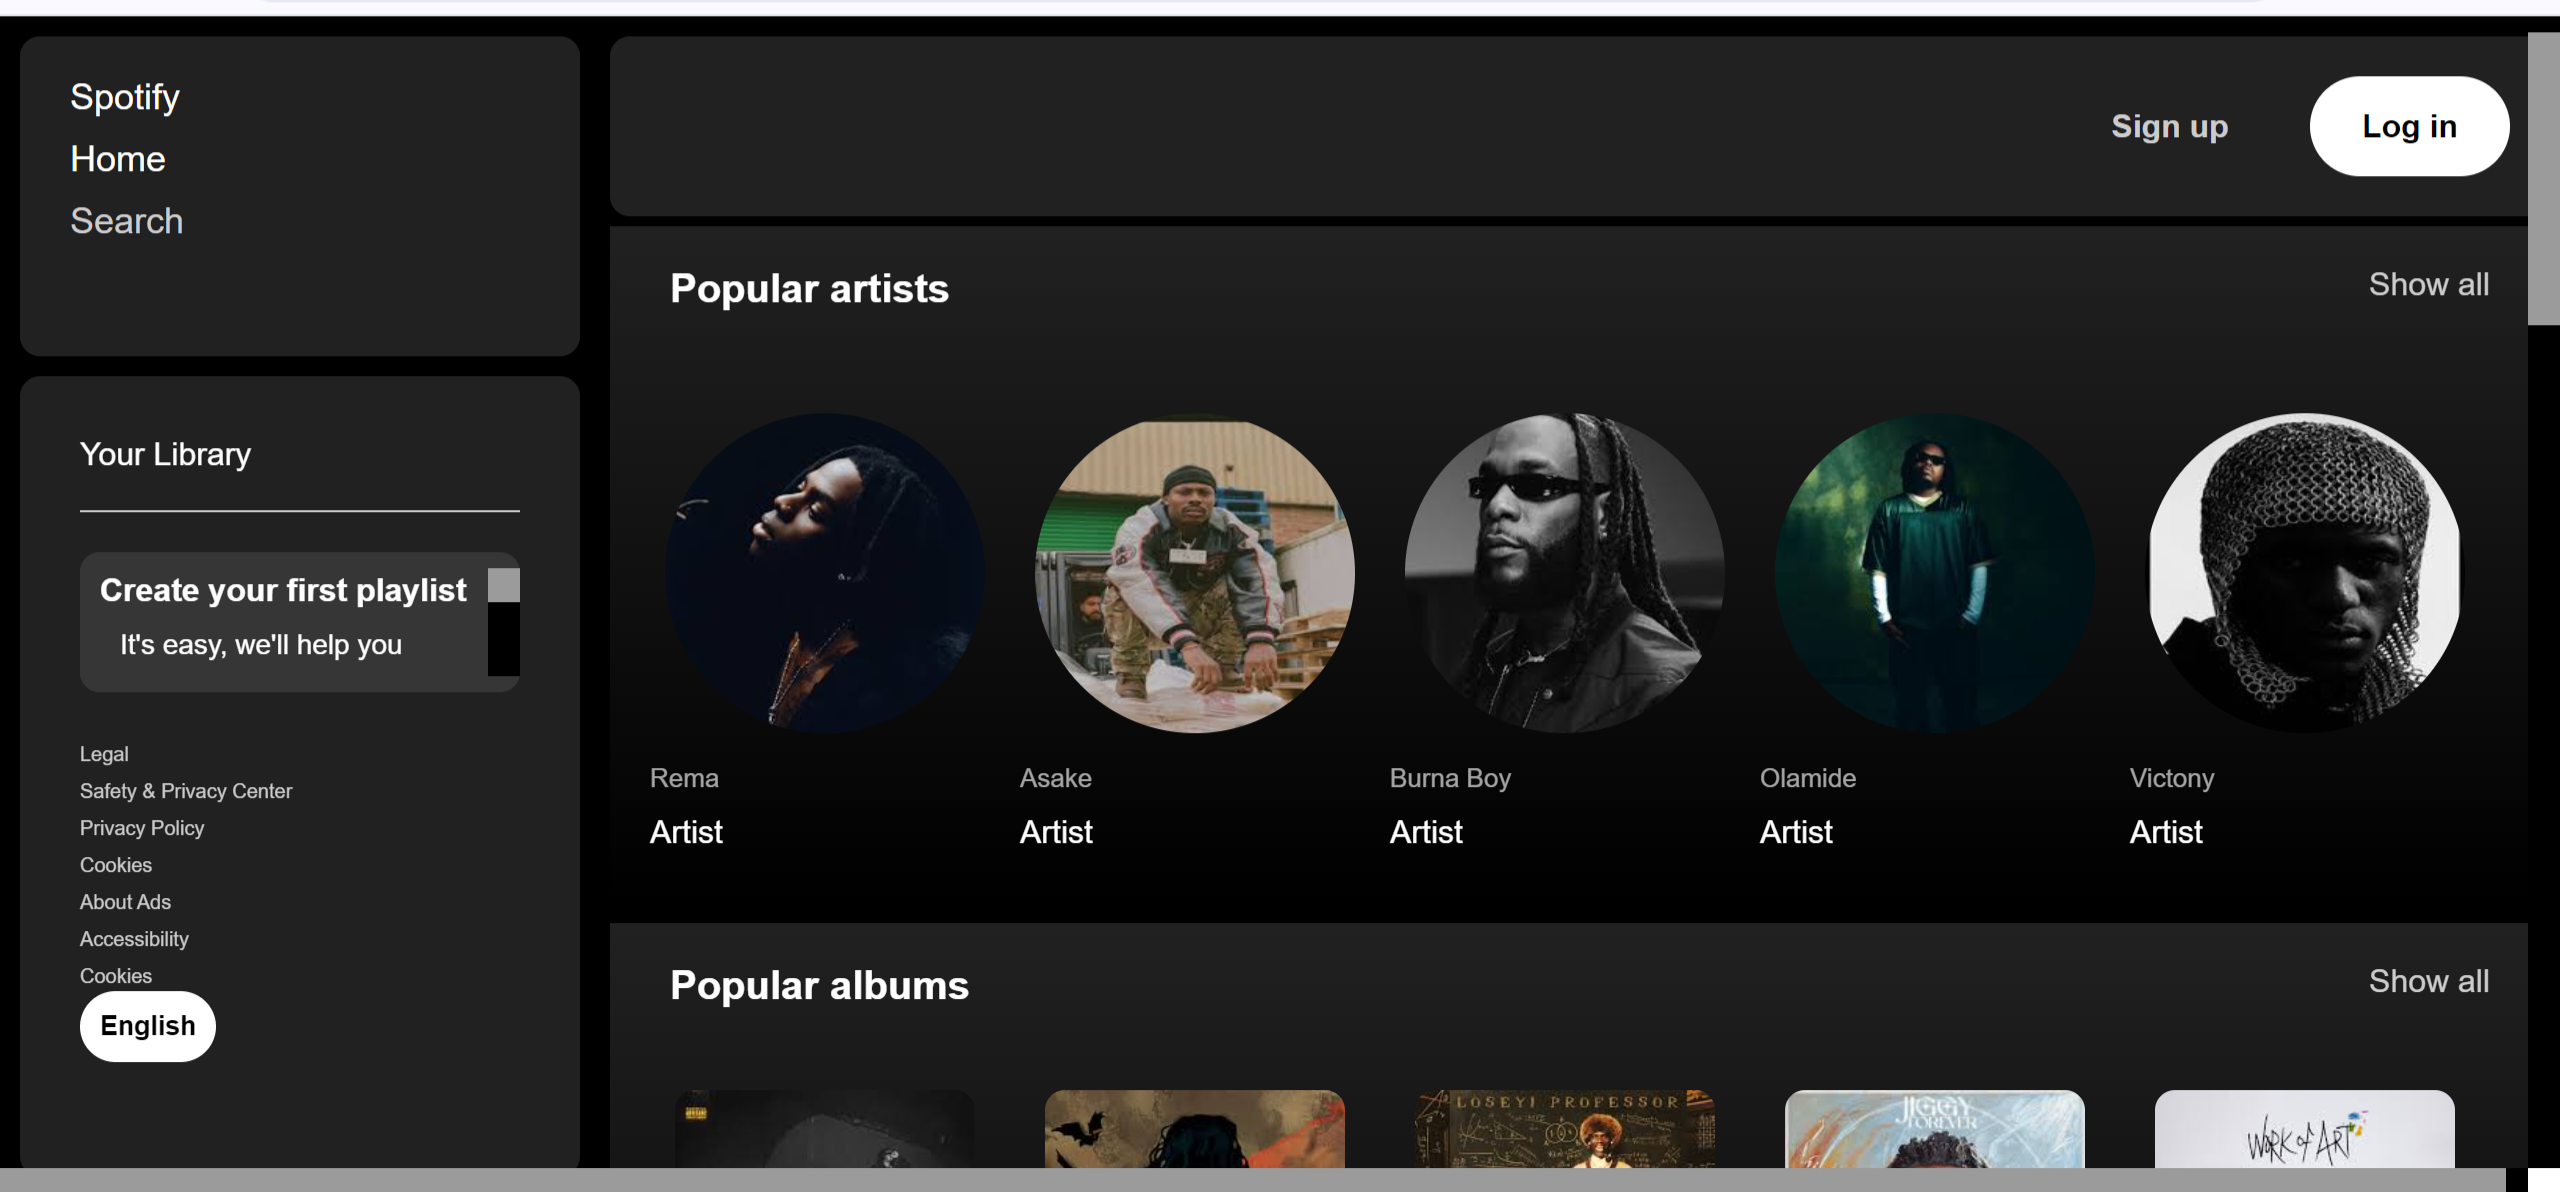 Spotify
Home
Search
Your Library
Create your first playlist
It's easy, we'll help you
Legal
Safety & Privacy Center
Privacy Policy
Cookies
About Ads
Accessibility
Cookies
English
Sign up
Log in
Popular artists
Show all
Rema
Asake
Burna Boy
Olamide
Victony
Artist
Artist
Artist
Artist
Artist
Popular albums
Show all
LOSEYI PROFESSOR
JIGGY
FOREVER
WORK of ART